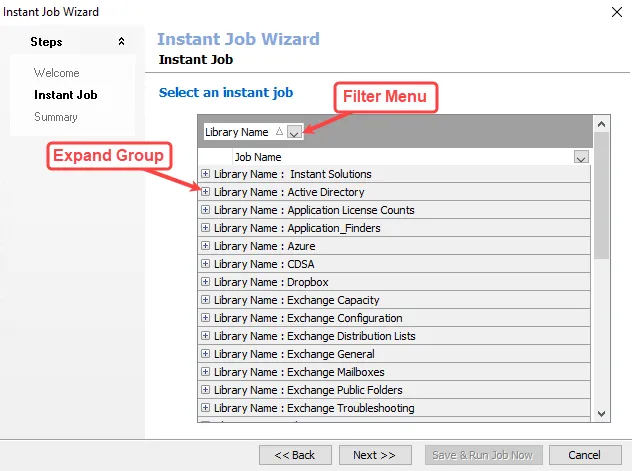 Instant Job Wizard
Steps
Welcome
Instant Job
Summary
Instant Job Wizard
Instant Job
Select an instant job
Filter Menu
Expand Group
Library Name
Job Name
Library Name : Instant Solutions
Library Name : Active Directory
Library Name : Application License Counts
Library Name : Application_Finders
Library Name : Azure
Library Name : CDSA
Library Name : Dropbox
Library Name : Exchange Capacity
Library Name : Exchange Configuration
Library Name : Exchange Distribution Lists
Library Name : Exchange General
Library Name : Exchange Mailboxes
Library Name : Exchange Public Folders
Library Name : Exchange Troubleshooting
<< Back
Next >>
Save & Run Job Now
Cancel